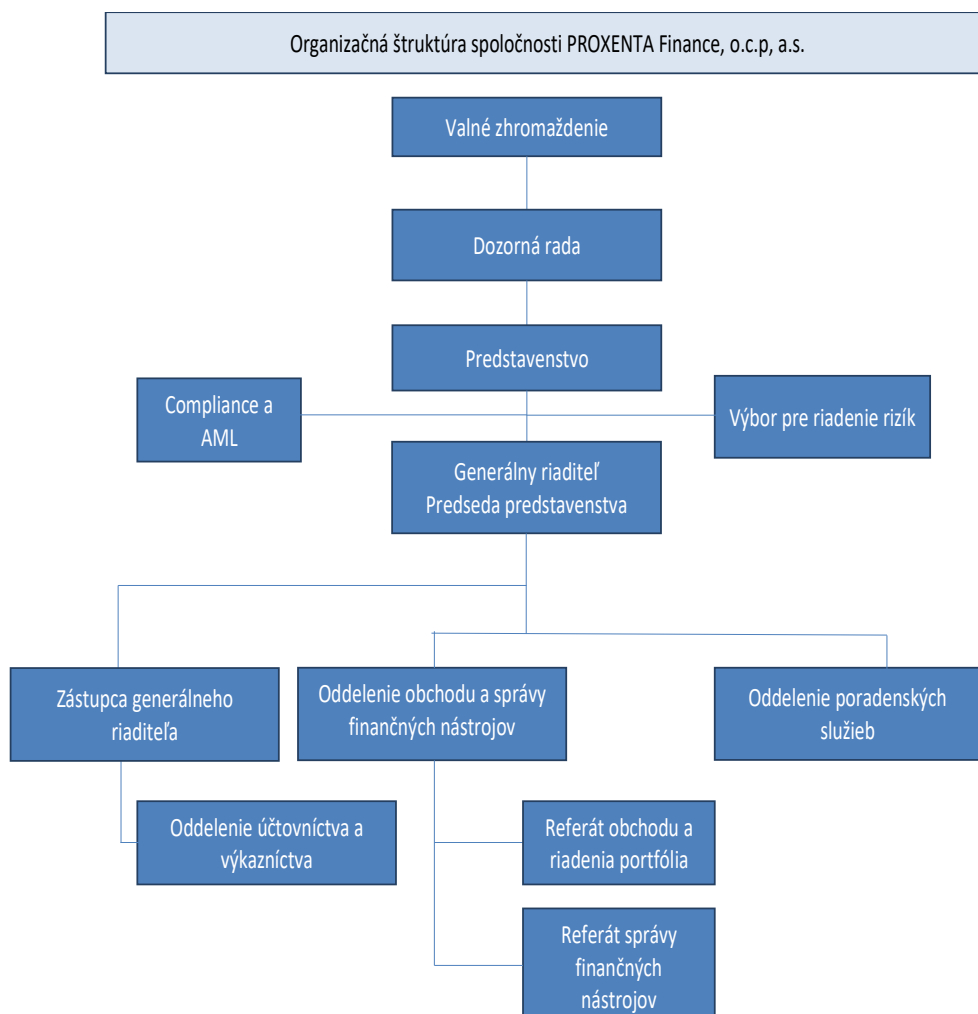 Organizačná štruktúra spoločnosti PROXENTA Finance, o.c.p, a.s.
Valné zhromaždenie
Dozorná rada
Predstavenstvo
Compliance a
AML
Výbor pre riadenie rizík
Generálny riaditeľ
Predseda predstavenstva
Zástupca generálneho
riaditeľa
Oddelenie obchodu a správy
finančných nástrojov
Oddelenie poradenských
služieb
Oddelenie účtovníctva a
výkazníctva
Referát obchodu a
riadenia portfólia
Referát správy
finančných
nástrojov